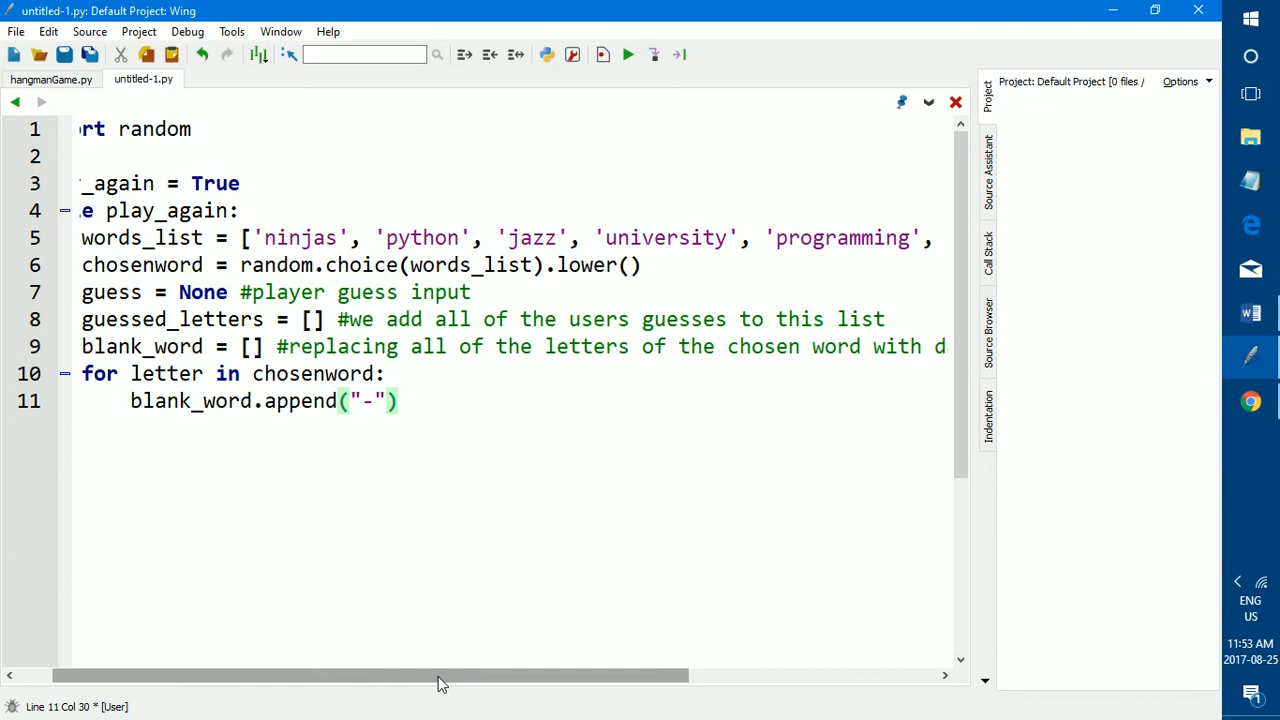 untitled-1.py: Default Project: Wing
File Edit Source Project Debug Tools Window Help
hangmanGame.py untitled-1.py
Project: Default Project [0 files / Options
Project
Source Assistant
Call Stack
Source Browser
Indentation
1 ort random
2
3 _again = True
4 e play_again:
5 words_list = ['ninjas', 'python', 'jazz', 'university', 'programming',
6 chosenword = random.choice(words_list).lower()
7 guess = None #player guess input
8 guessed_letters = [] #we add all of the users guesses to this list
9 blank_word = [] #replacing all of the letters of the chosen word with d
10 for letter in chosenword:
11 blank_word.append("-")
Line 11 Col 30 * [User]
ENG
US
11:53 AM
2017-08-25
1